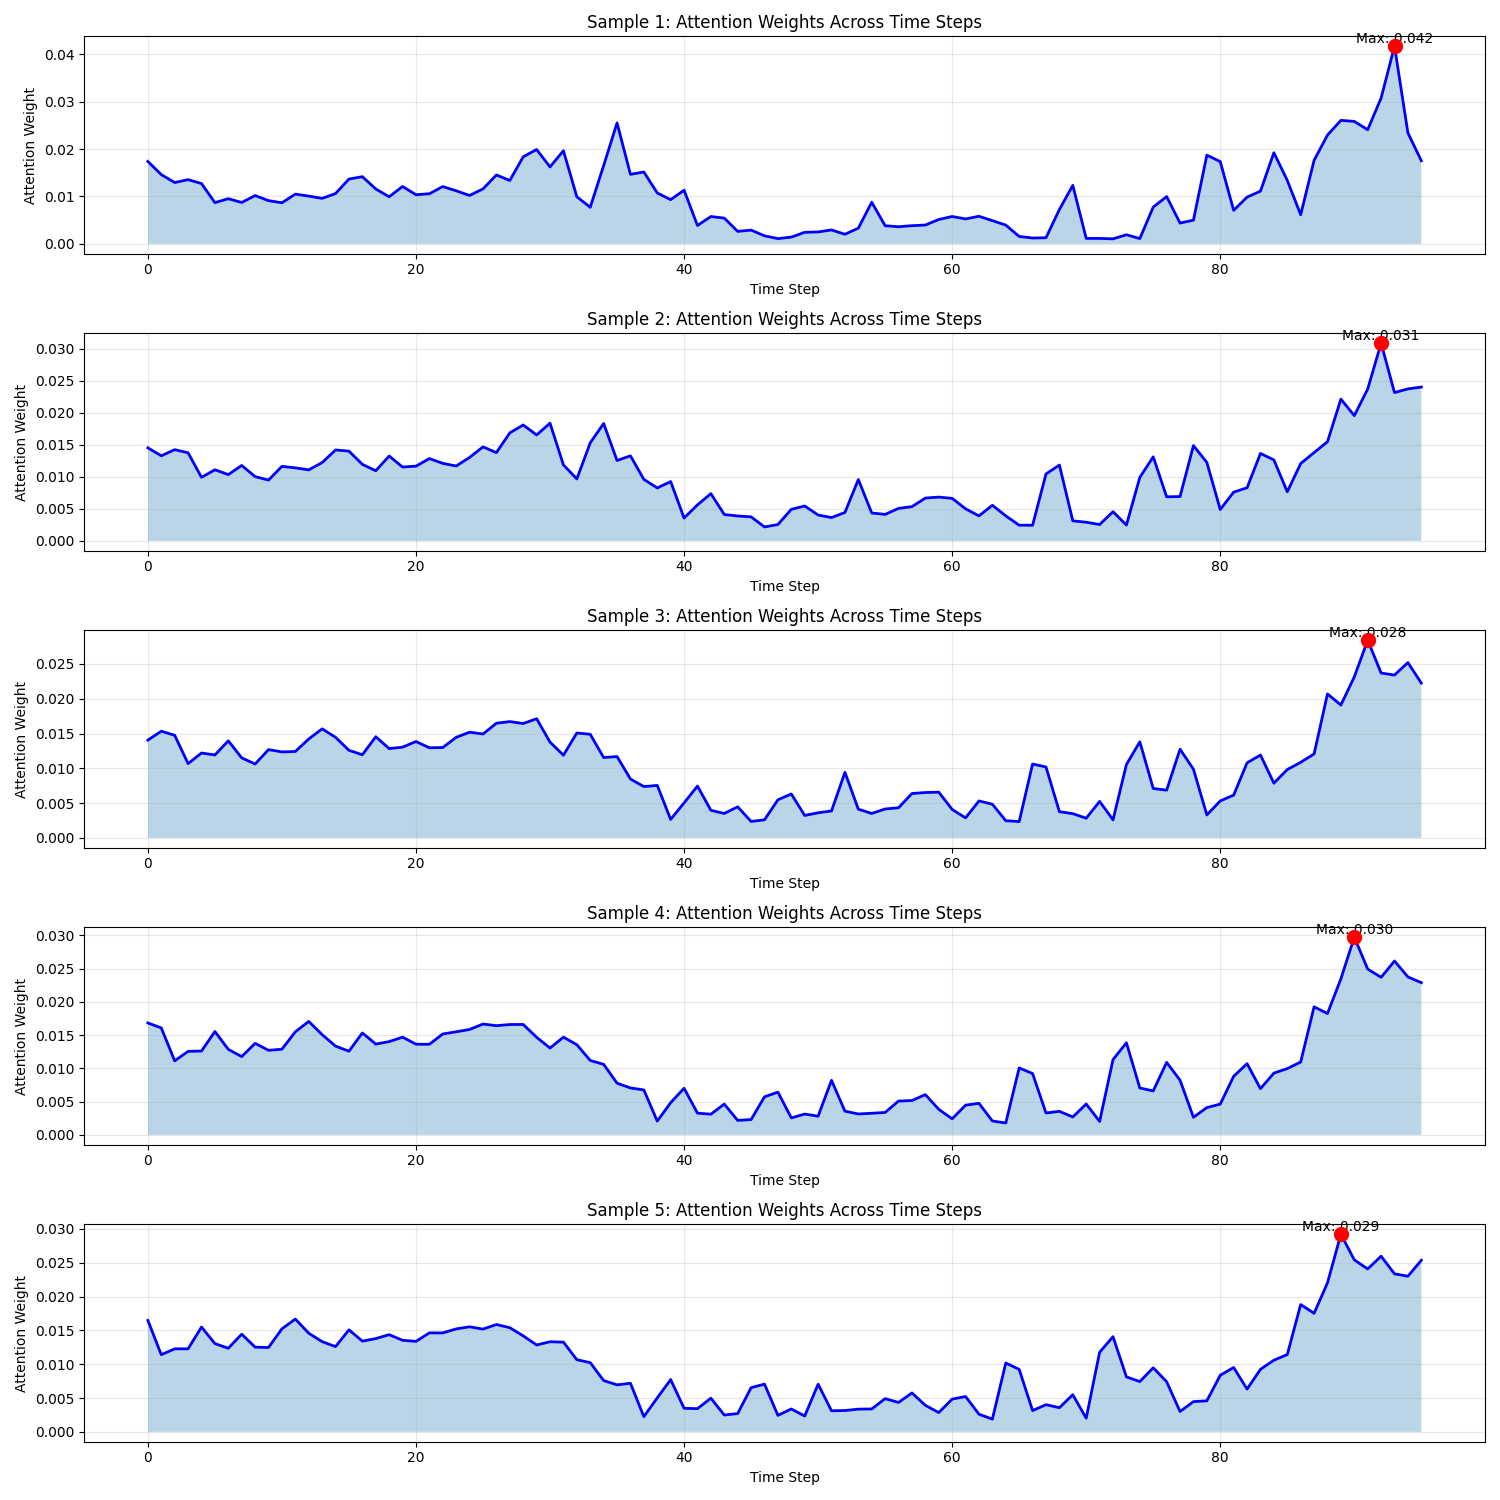 Sample 1: Attention Weights Across Time Steps
Max: 0.042
0.04
0.03
0.02
0.01
0.00
Attention Weight
0 20 40 60 80
Time Step
Sample 2: Attention Weights Across Time Steps
Max: 0.031
0.030
0.025
0.020
0.015
0.010
0.005
0.000
Attention Weight
0 20 40 60 80
Time Step
Sample 3: Attention Weights Across Time Steps
Max: 0.028
0.025
0.020
0.015
0.010
0.005
0.000
Attention Weight
0 20 40 60 80
Time Step
Sample 4: Attention Weights Across Time Steps
Max: 0.030
0.030
0.025
0.020
0.015
0.010
0.005
0.000
Attention Weight
0 20 40 60 80
Time Step
Sample 5: Attention Weights Across Time Steps
Max: 0.029
0.030
0.025
0.020
0.015
0.010
0.005
0.000
Attention Weight
0 20 40 60 80
Time Step